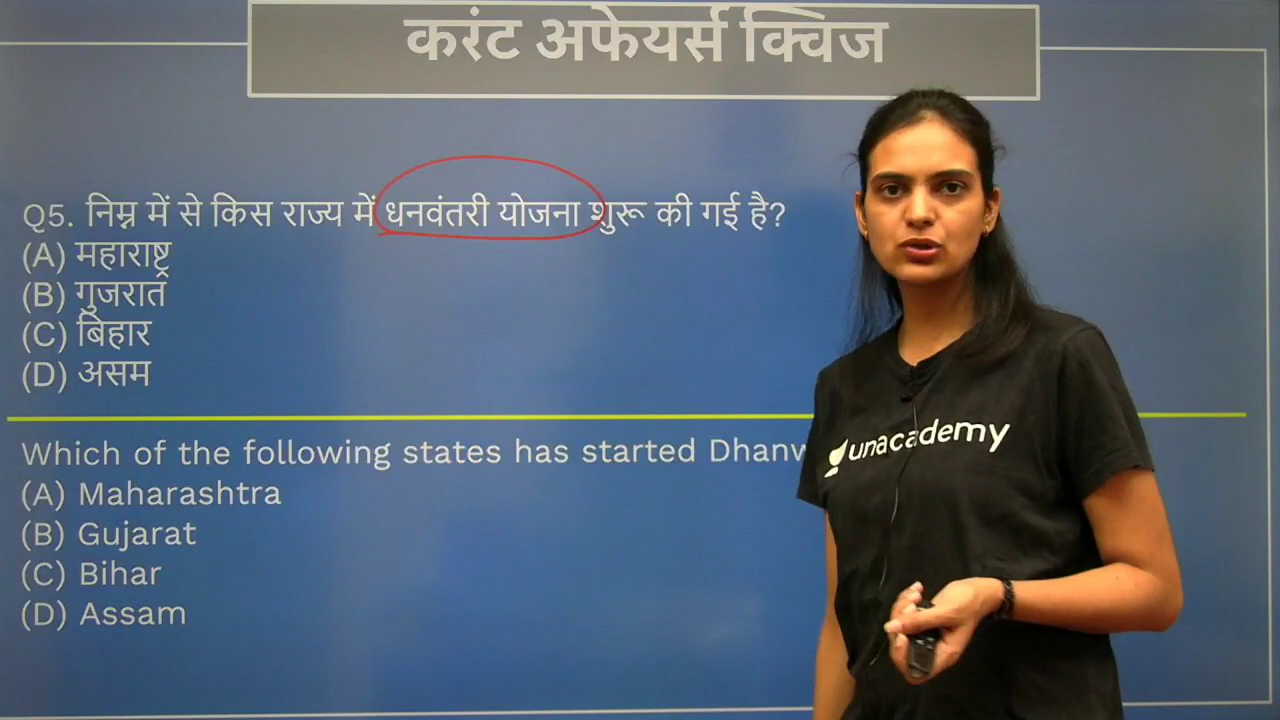 करंट अफेयर्स क्विज
Q5. निम्न में से किस राज्य में धनवंतरी योजना शुरू की गई है?
(A) महाराष्ट्र
(B) गुजरात
(C) बिहार
(D) असम
Which of the following states has started Dhanw
(A) Maharashtra
(B) Gujarat
(C) Bihar
(D) Assam
unacademy